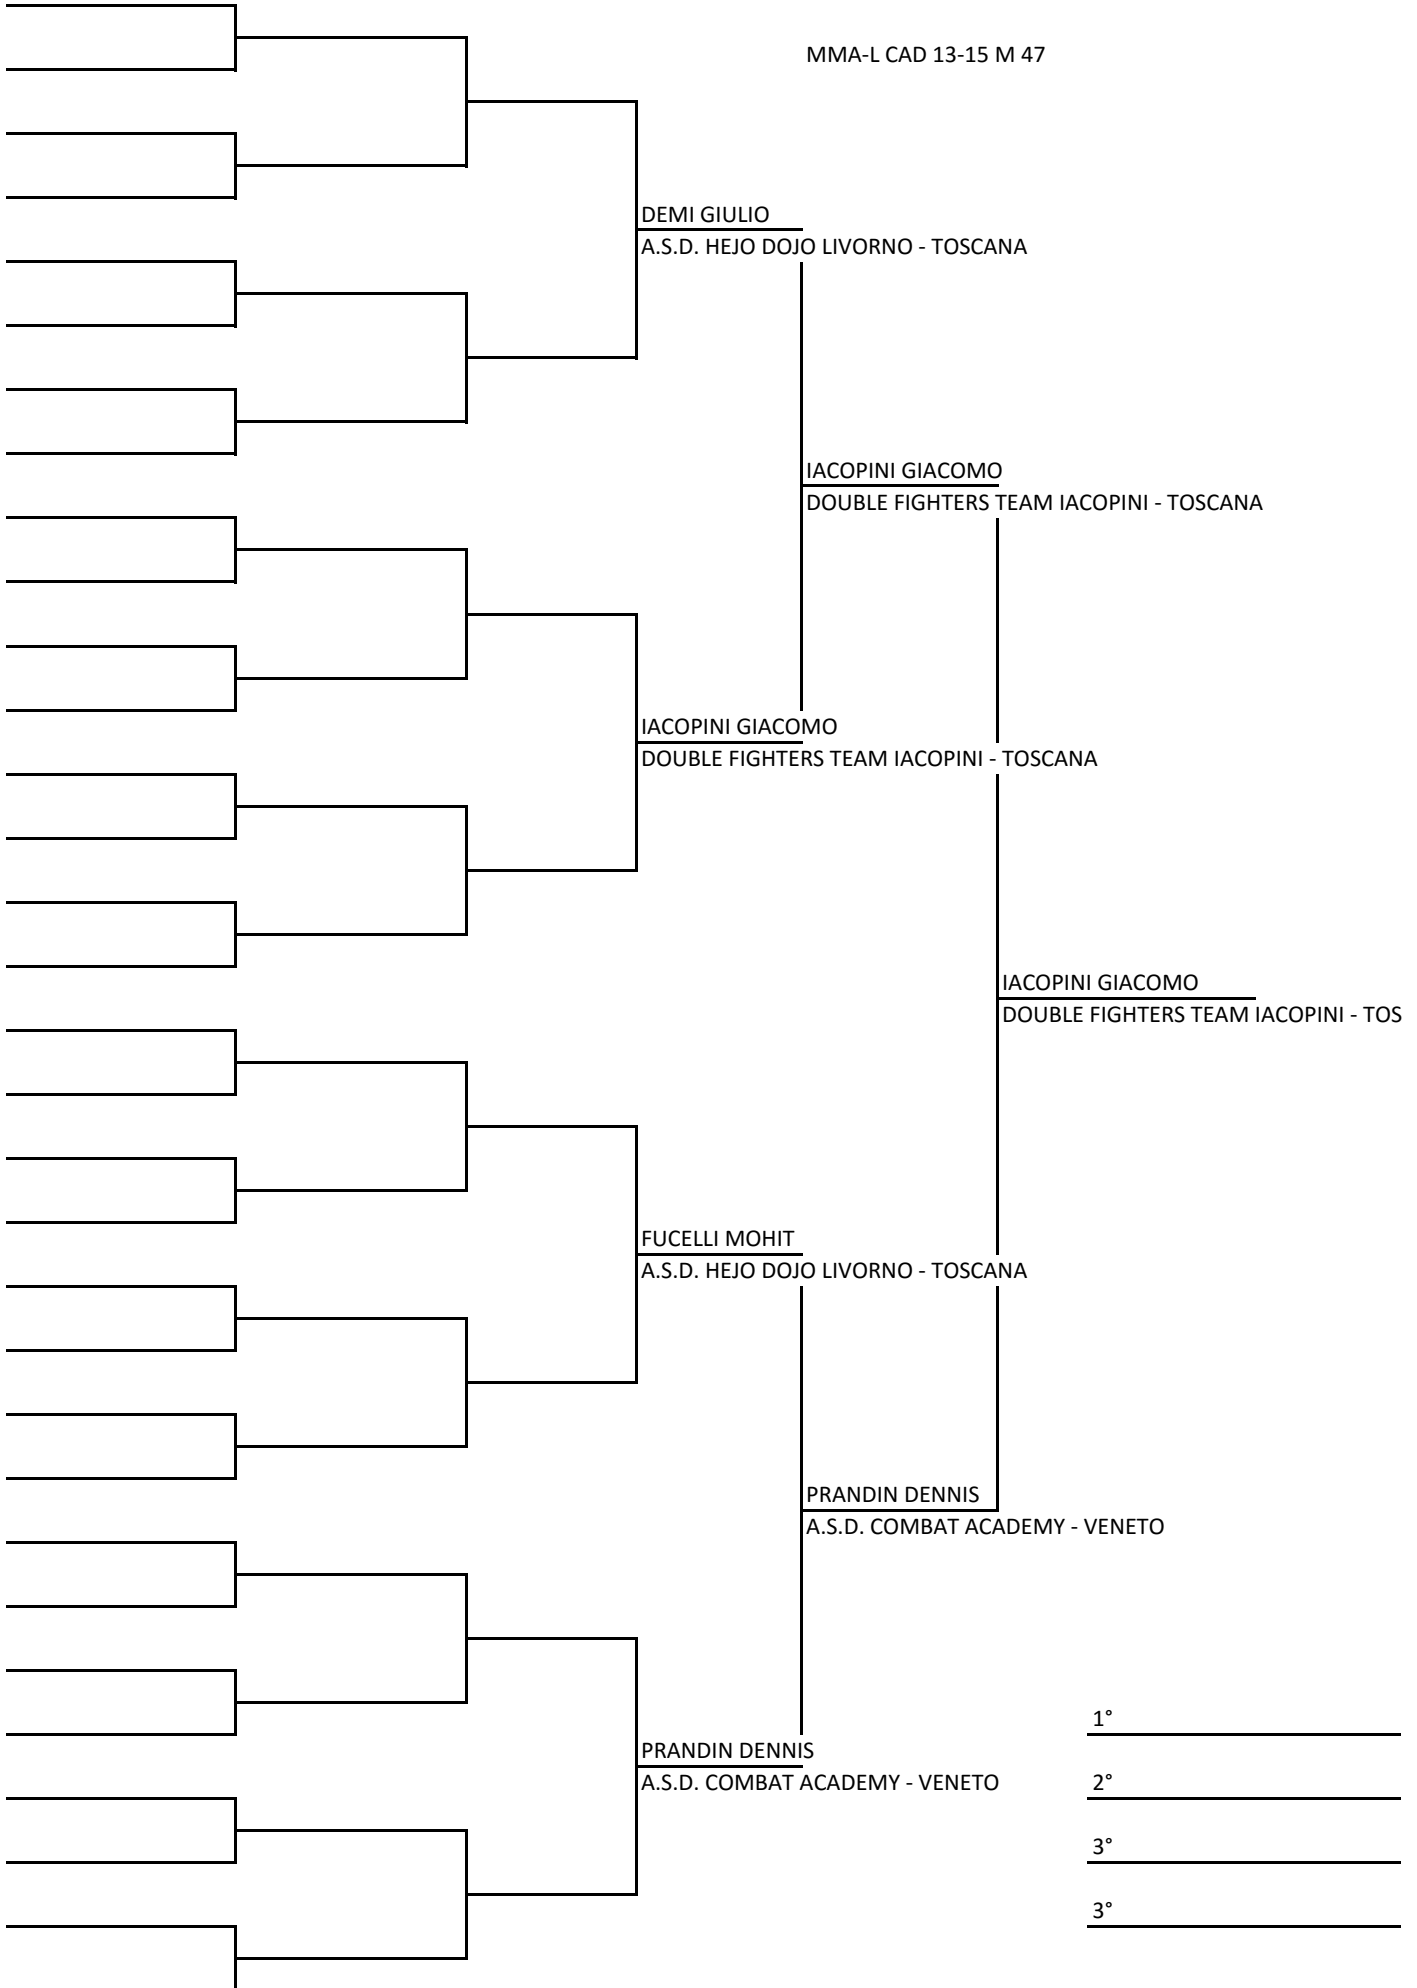 MMA-L CAD 13-15 M 47
DEMI GIULIO
A.S.D. HEJO DOJO LIVORNO - TOSCANA
IACOPINI GIACOMO
DOUBLE FIGHTERS TEAM IACOPINI - TOSCANA
IACOPINI GIACOMO
DOUBLE FIGHTERS TEAM IACOPINI - TOSCANA
IACOPINI GIACOMO
DOUBLE FIGHTERS TEAM IACOPINI - TOS
FUCELLI MOHIT
A.S.D. HEJO DOJO LIVORNO - TOSCANA
PRANDIN DENNIS
A.S.D. COMBAT ACADEMY - VENETO
1°
PRANDIN DENNIS
A.S.D. COMBAT ACADEMY - VENETO
2°
3°
3°